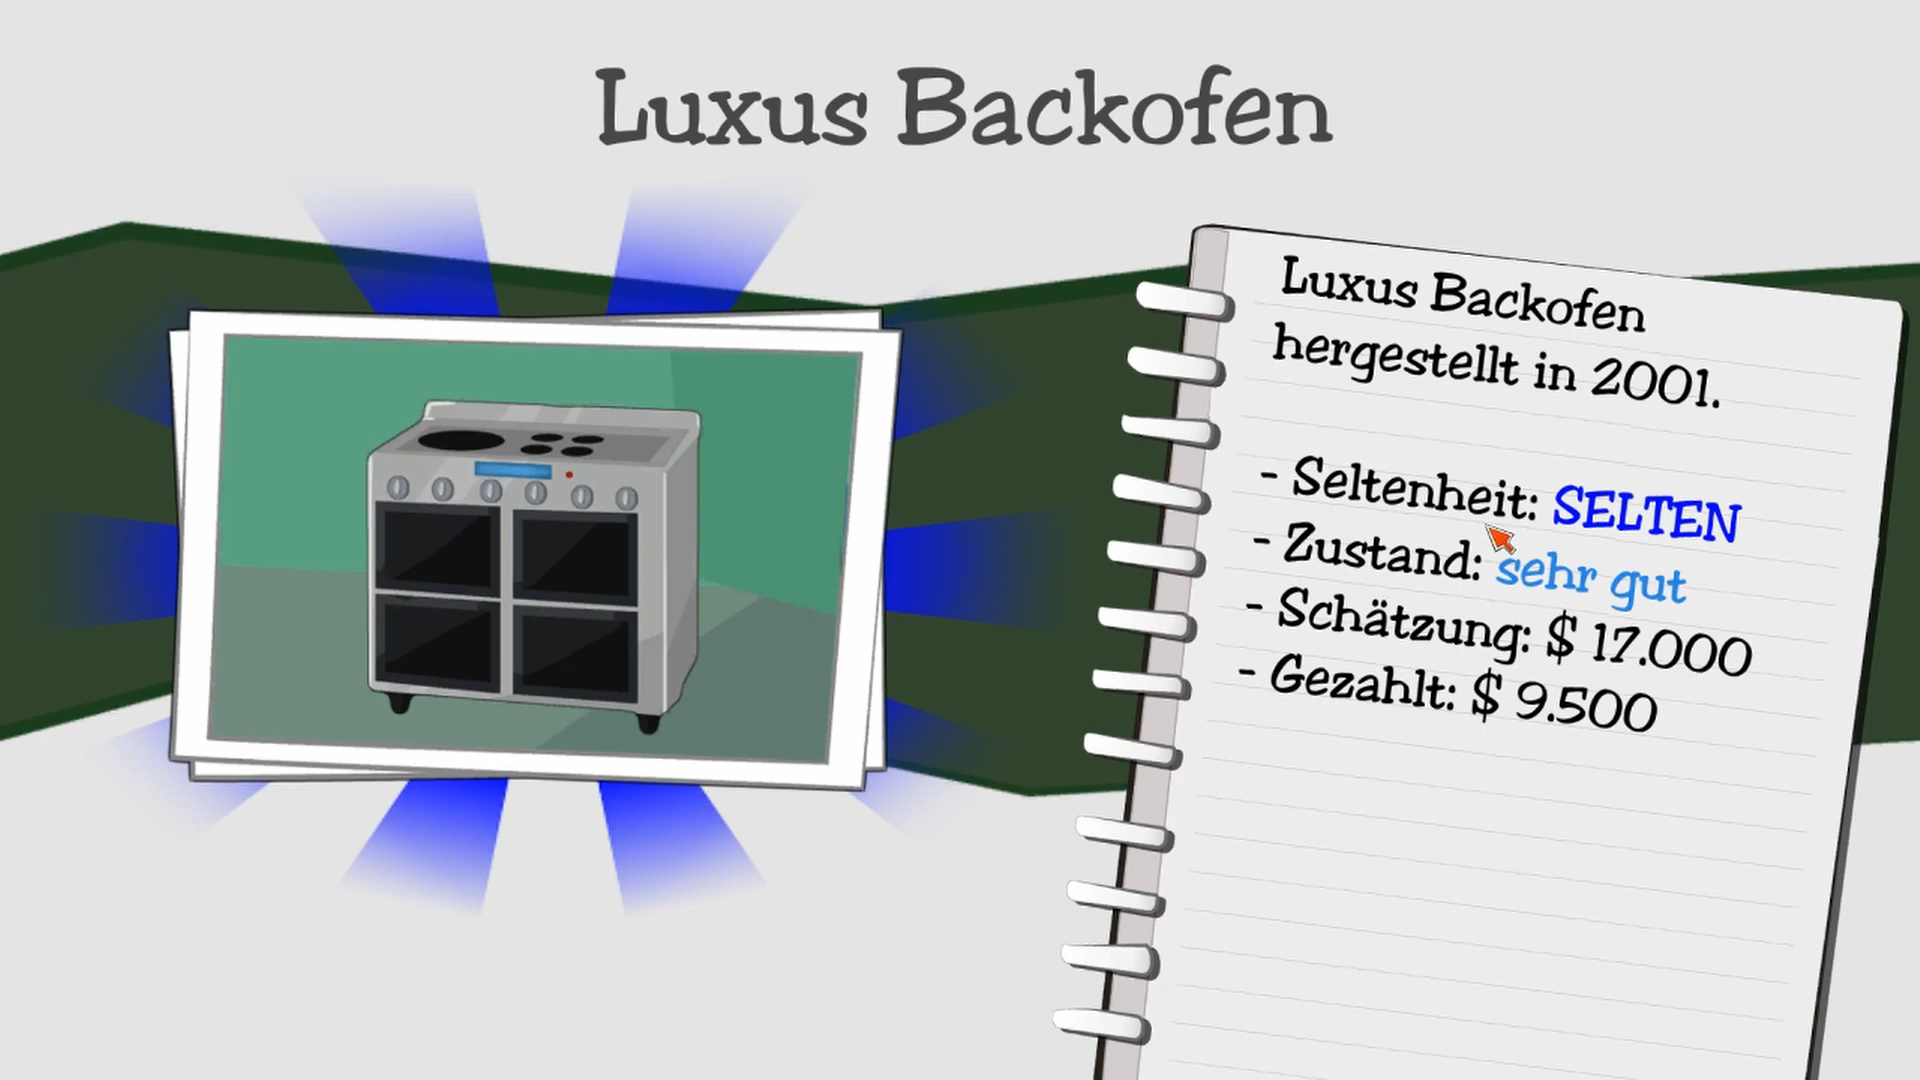 Luxus Backofen
Luxus Backofen
hergestellt in 2001.
- Seltenheit: SELTEN
- Zustand: sehr gut
- Schätzung: $ 17.000
- Gezahlt: $ 9.500